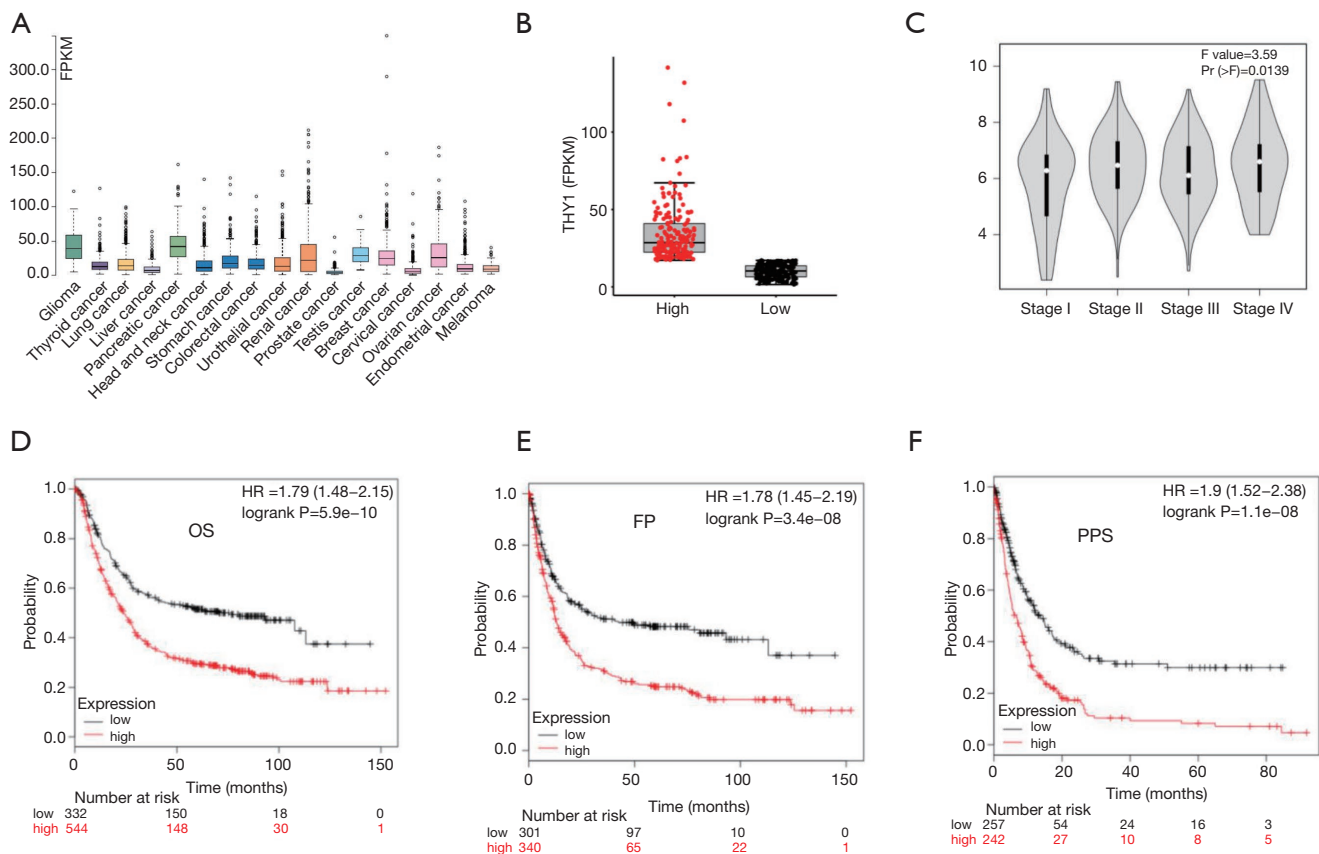 A
FPKM
300.0
250.0
200.0
150.0
100.0
50.0
0.0
Glioma
Thyroid cancer
Lung cancer
Liver cancer
Pancreatic cancer
Head and neck cancer
Stomach cancer
Colorectal cancer
Urothelial cancer
Renal cancer
Prostate cancer
Testis cancer
Breast cancer
Cervical cancer
Ovarian cancer
Endometrial cancer
Melanoma
B
THY1 (FPKM)
100
50
0
High Low
C
F value=3.59
Pr (>F)=0.0139
10
8
6
4
Stage I Stage II Stage III Stage IV
D
HR =1.79 (1.48−2.15)
logrank P=5.9e-10
OS
Probability
1.0
0.8
0.6
0.4
0.2
0.0
Expression
low
high
0 50 100 150
Time (months)
Number at risk
low 332 150 18 0
high 544 148 30 1
E
HR =1.78 (1.45−2.19)
logrank P=3.4e-08
FP
Probability
1.0
0.8
0.6
0.4
0.2
0.0
Expression
low
high
0 50 100 150
Time (months)
Number at risk
low 301 97 10 0
high 340 65 22 1
F
HR =1.9 (1.52−2.38)
logrank P=1.1e-08
PPS
Probability
1.0
0.8
0.6
0.4
0.2
0.0
Expression
low
high
0 20 40 60 80
Time (months)
Number at risk
low 257 54 24 16 3
high 242 27 10 8 5